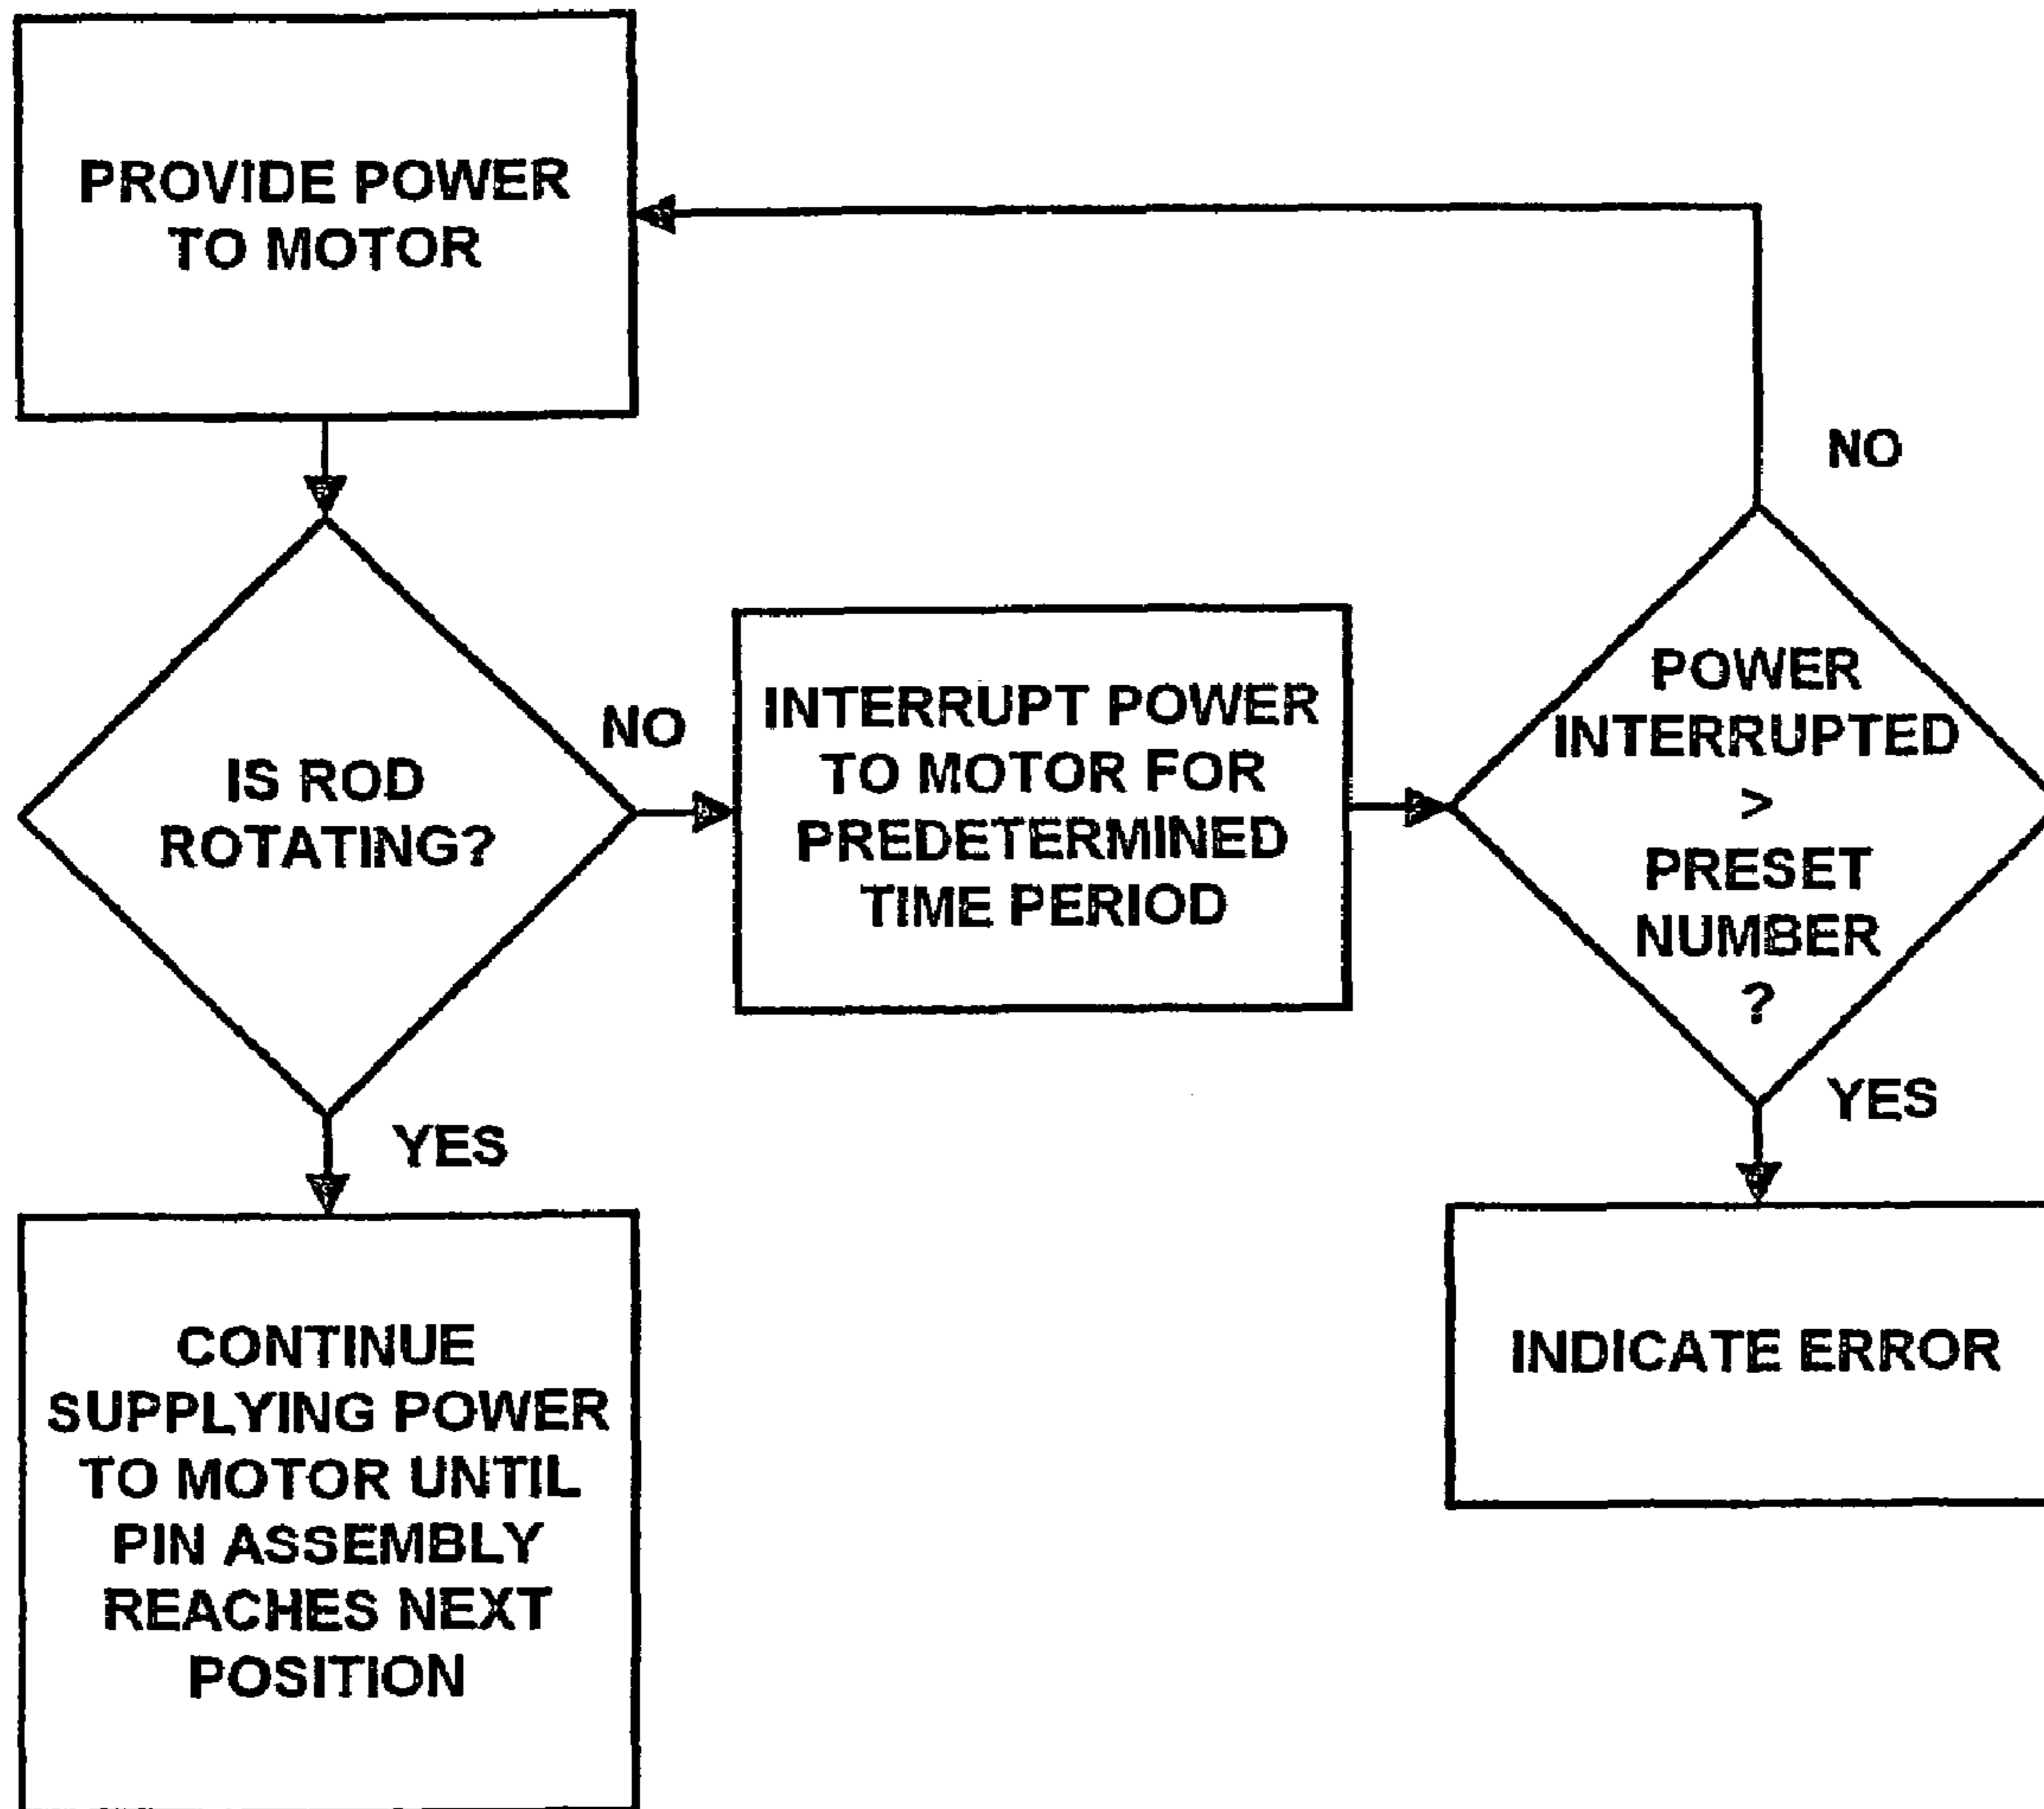 PROVIDE POWER
TO MOTOR
IS ROD
ROTATING?
NO
YES
INTERRUPT POWER
TO MOTOR FOR
PREDETERMINED
TIME PERIOD
POWER
INTERRUPTED
>
PRESET
NUMBER
?
NO
YES
CONTINUE
SUPPLYING POWER
TO MOTOR UNTIL
PIN ASSEMBLY
REACHES NEXT
POSITION
INDICATE ERROR